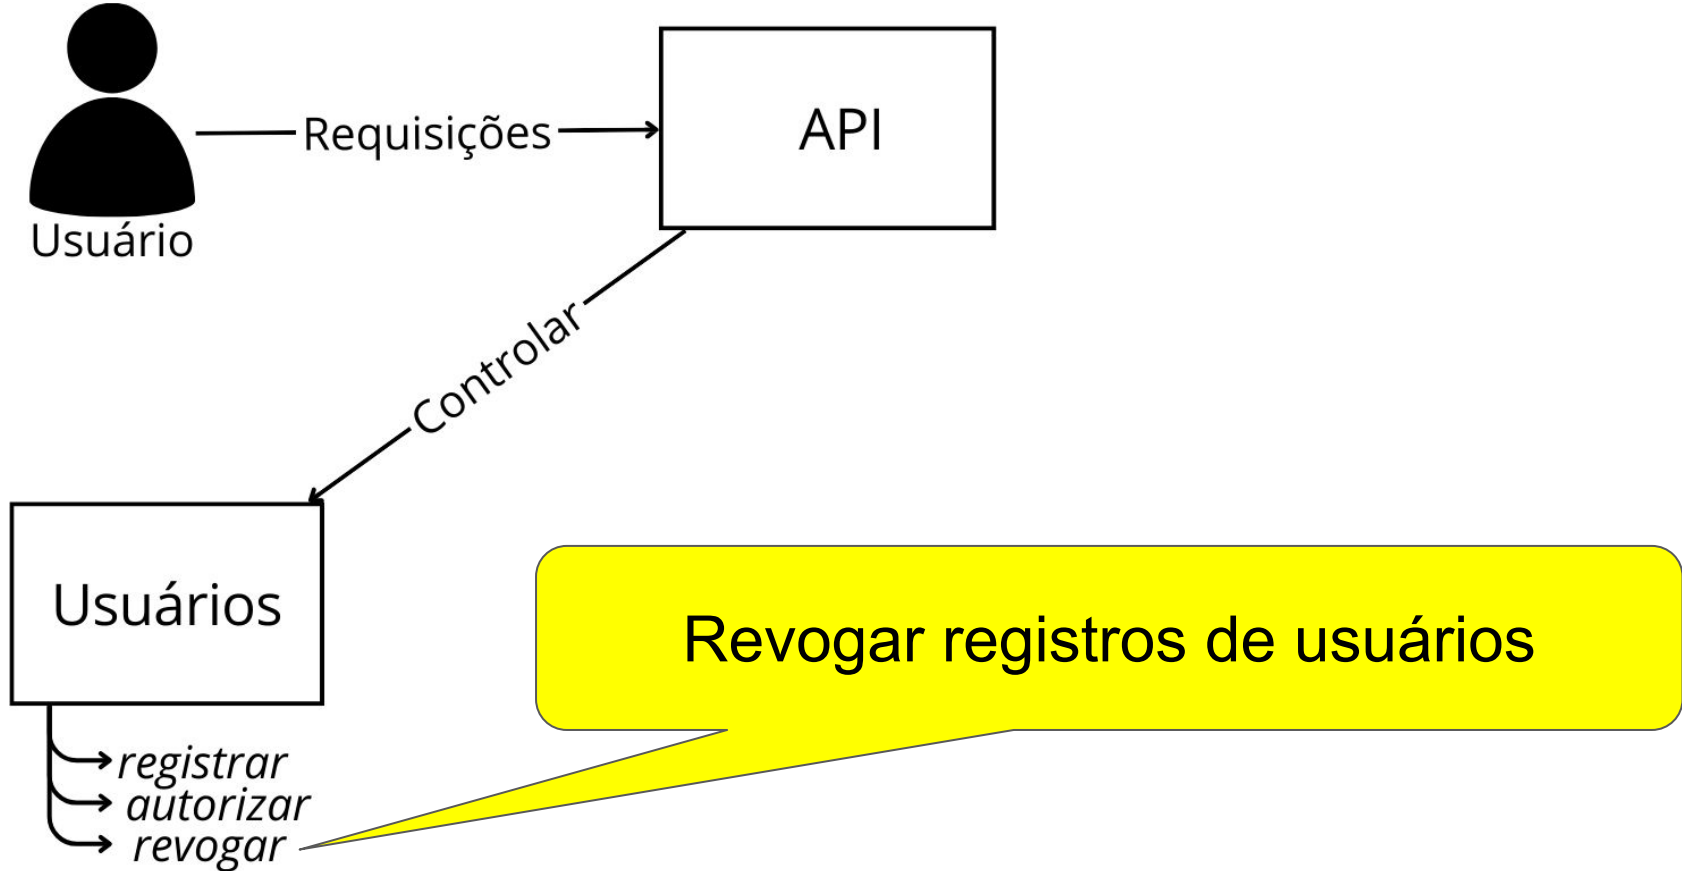 Requisições
API
Usuário
Controlar
Usuários
Revogar registros de usuários
registrar
autorizar
revogar